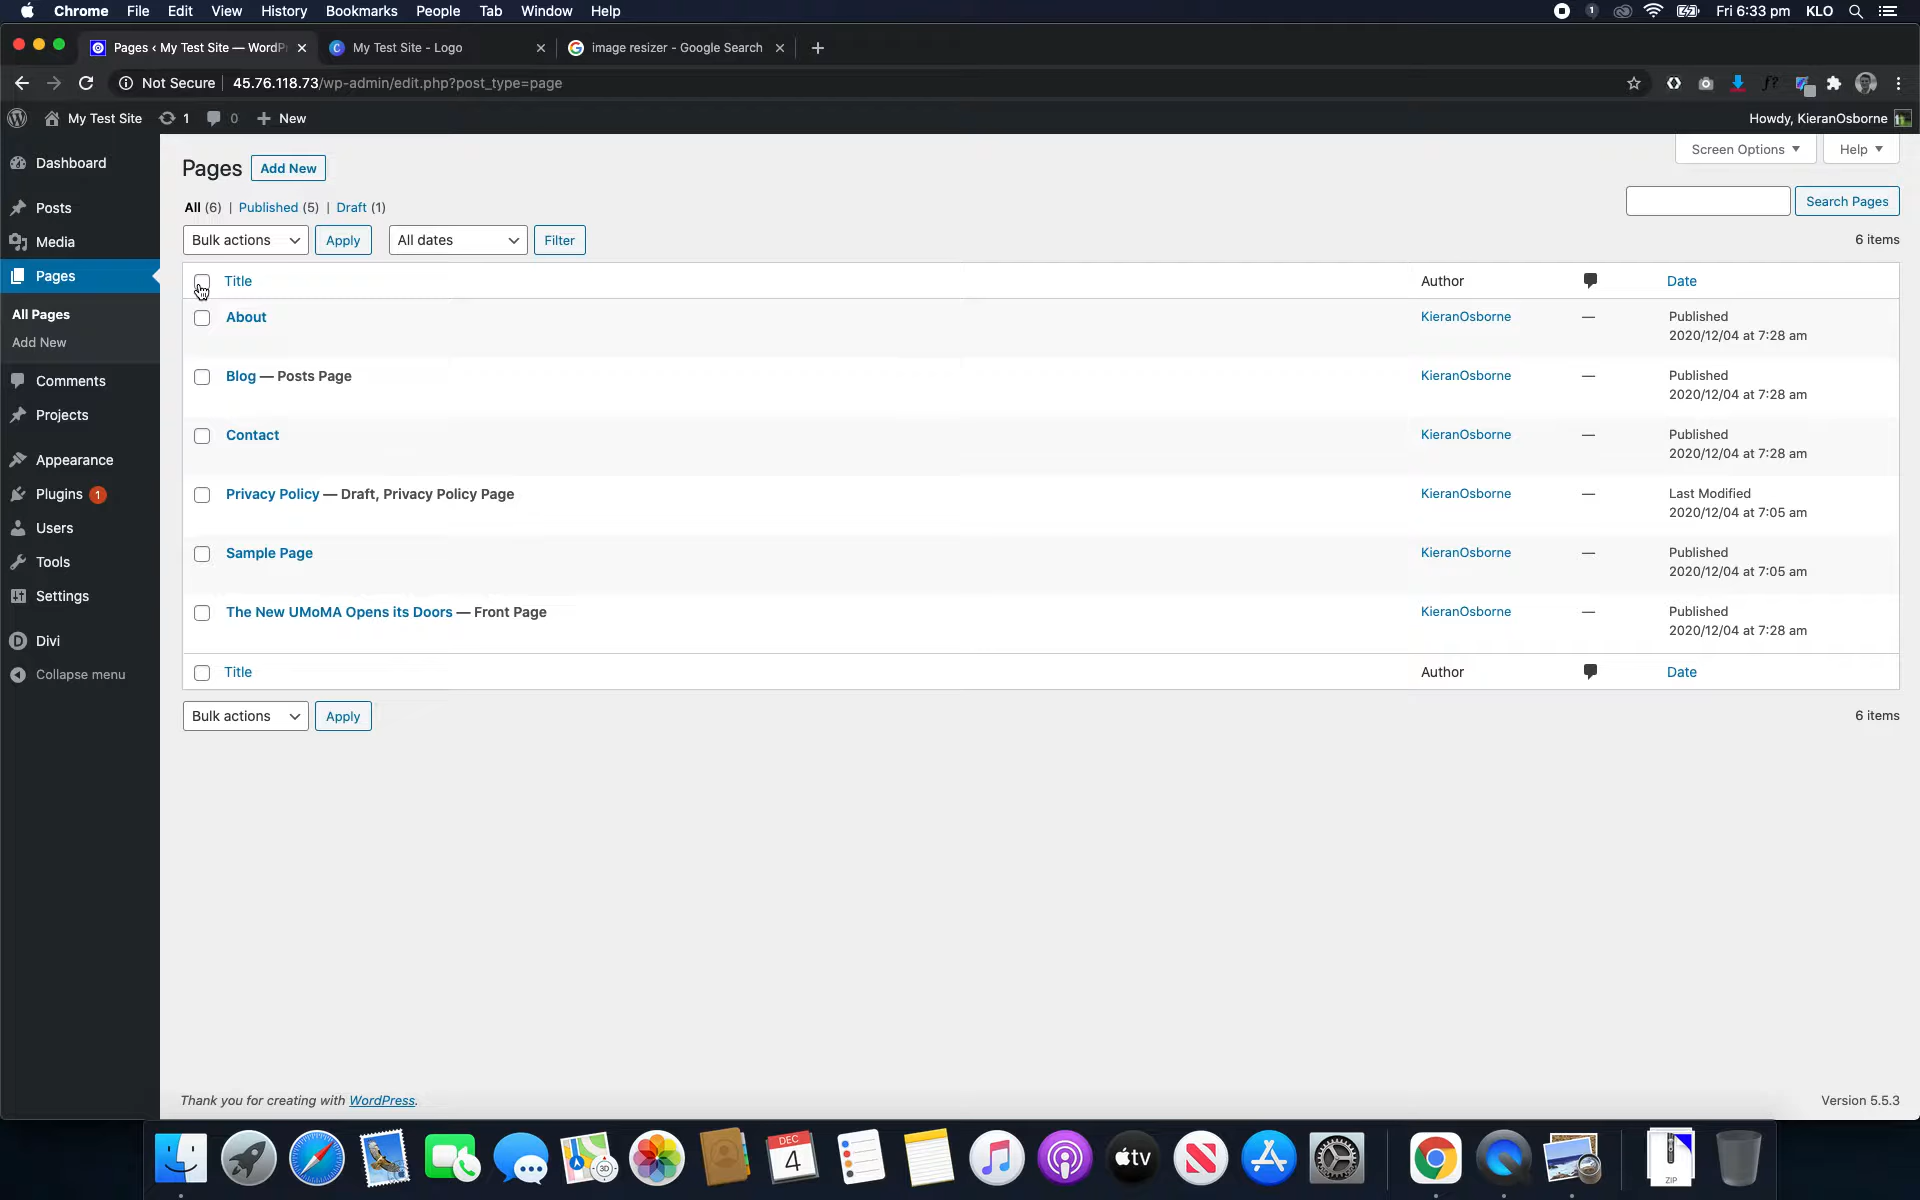 Chrome File Edit View History Bookmarks People Tab Window Help 1 Fri 6:33 pm KLO
Pages ‹ My Test Site — WordP My Test Site - Logo image resizer - Google Search
Not Secure 45.76.118.73/wp-admin/edit.php?post_type=page f?
My Test Site 1 0 New Howdy, KieranOsborne
Dashboard
Posts
Media
Pages
All Pages
Add New
Comments
Projects
Appearance
Plugins 1
Users
Tools
Settings
Divi
Collapse menu
Screen Options Help
Pages Add New
All (6) | Published (5) | Draft (1)
Search Pages
Bulk actions Apply All dates Filter 6 items
Title Author Date
About KieranOsborne — Published
2020/12/04 at 7:28 am
Blog — Posts Page KieranOsborne — Published
2020/12/04 at 7:28 am
Contact KieranOsborne — Published
2020/12/04 at 7:28 am
Privacy Policy — Draft, Privacy Policy Page KieranOsborne — Last Modified
2020/12/04 at 7:05 am
Sample Page KieranOsborne — Published
2020/12/04 at 7:05 am
The New UMoMA Opens its Doors — Front Page KieranOsborne — Published
2020/12/04 at 7:28 am
Title Author Date
Bulk actions Apply 6 items
Thank you for creating with WordPress. Version 5.5.3
DEC
4
3D
tv
ZIP